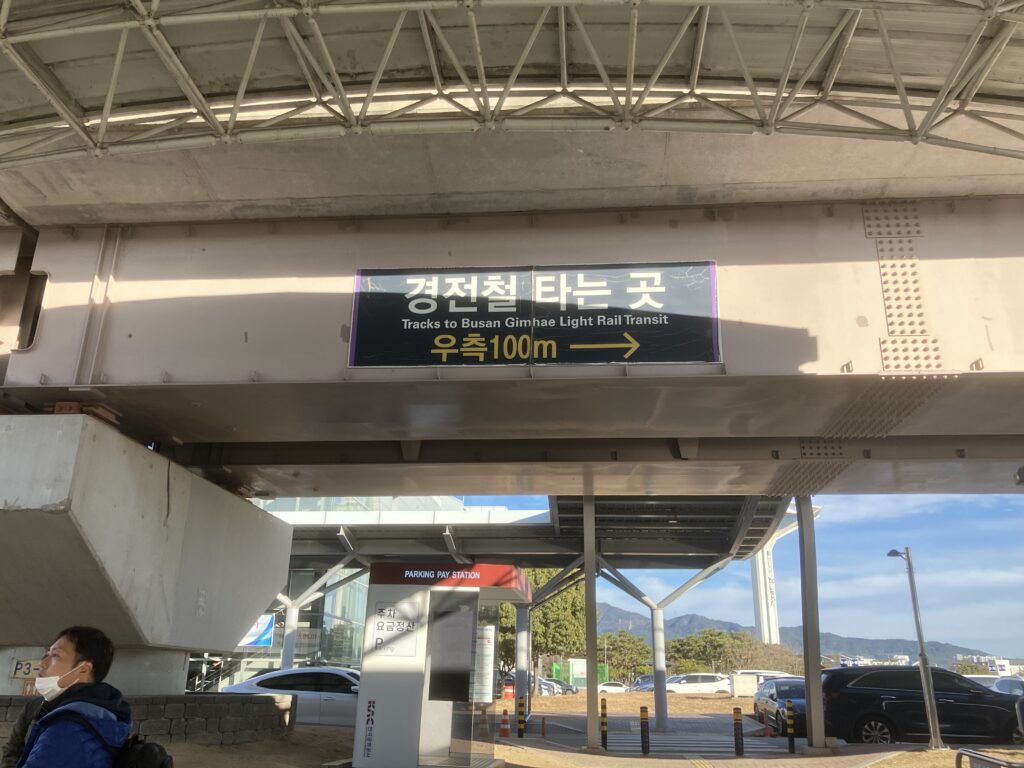 경전철 타는 곳
Tracks to Busan Gimhae Light Rail Transit
우측100m →
PARKING PAY STATION
주차
요금정산
P3-